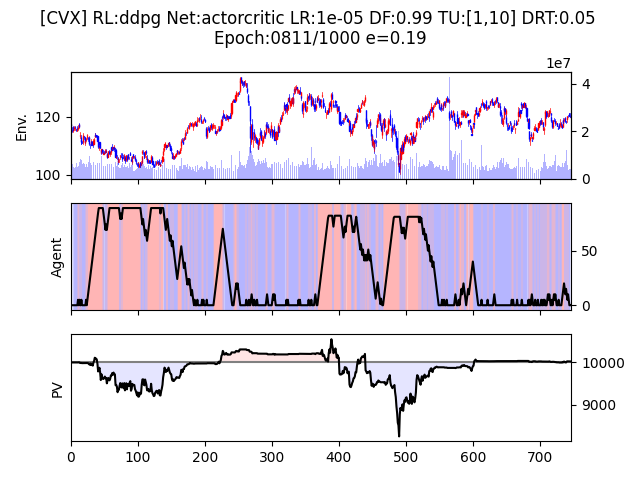 [CVX] RL:ddpg Net:actorcritic LR:1e-05 DF:0.99 TU:[1,10] DRT:0.05
Epoch:0811/1000 e=0.19
1e7
Env.
120
100
4
2
0
Agent
50
0
PV
10000
9000
0 100 200 300 400 500 600 700